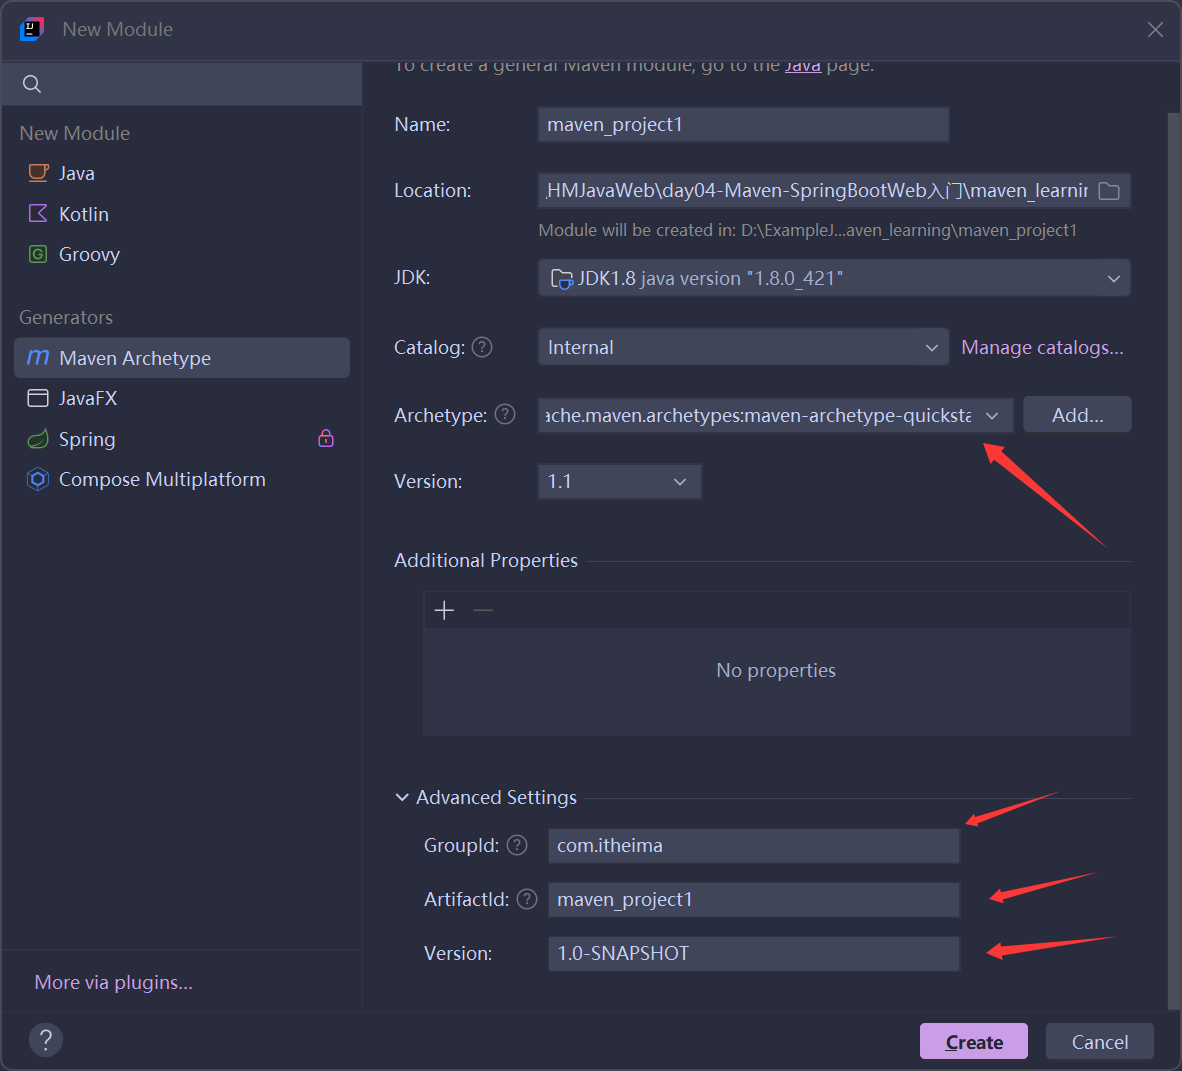 New Module
To create a general Maven module, go to the Java page.
New Module
Java
Kotlin
Groovy
Generators
Maven Archetype
JavaFX
Spring
Compose Multiplatform
More via plugins...
Name: maven_project1
Location: HMJavaWeb\day04-Maven-SpringBootWeb入门\maven_learnin
Module will be created in: D:\ExampleJ...aven_learning\maven_project1
JDK: JDK1.8 java version "1.8.0_421"
Catalog: ? Internal Manage catalogs...
Archetype: ? ache.maven.archetypes:maven-archetype-quicksta Add...
Version: 1.1
Additional Properties
No properties
Advanced Settings
GroupId: ? com.itheima
ArtifactId: ? maven_project1
Version: 1.0-SNAPSHOT
? Create Cancel